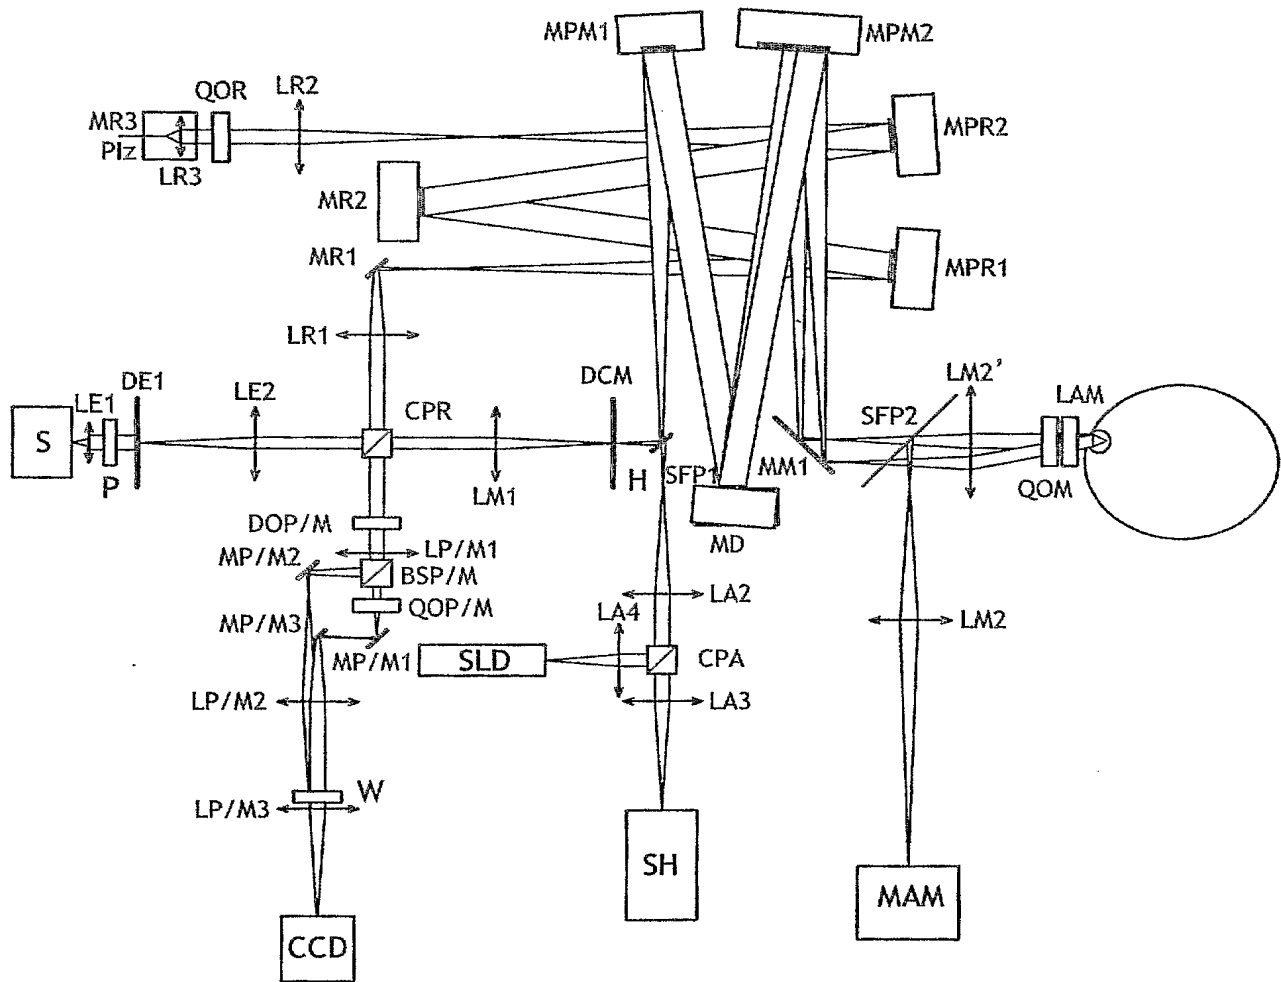 MPM1
MPM2
LR2
QOR
MR3
PIz
LR3
MPR2
MR2
MR1
MPR1
LR1
DE1
DCM
LM2'
LE1
LE2
CPR
SFP2
LAM
S
P
LM1
H
SFP1
MM1
QOM
DOP/M
MD
MP/M2
LP/M1
BSP/M
LA2
LA4
QOP/M
MP/M3
LM2
MP/M1
SLD
CPA
LP/M2
LA3
W
LP/M3
SH
MAM
CCD